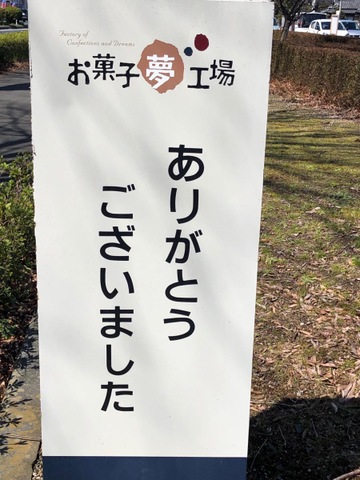 Factory of
Confections and Dreams
お菓子夢工場
ありがとう
ございました